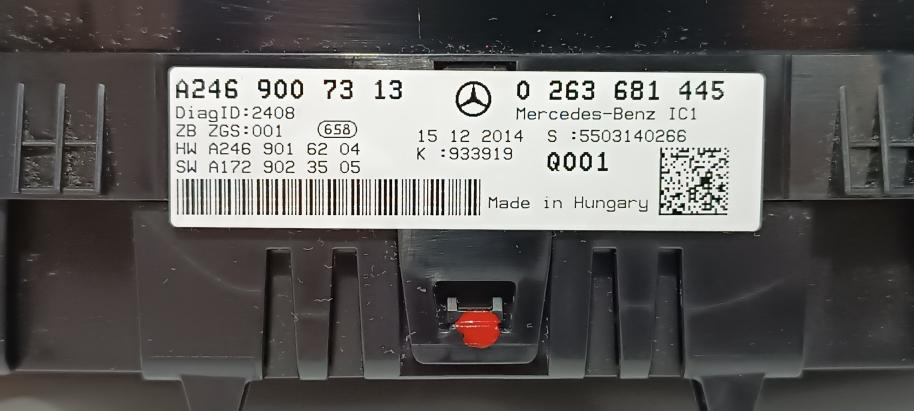 A246 900 73 13
0 263 681 445
DiagID:2408
Mercedes-Benz IC1
ZB ZGS:001 658
15 12 2014 S :5503140266
HW A246 901 62 04
K :933919
Q001
SW A172 902 35 05
Made in Hungary